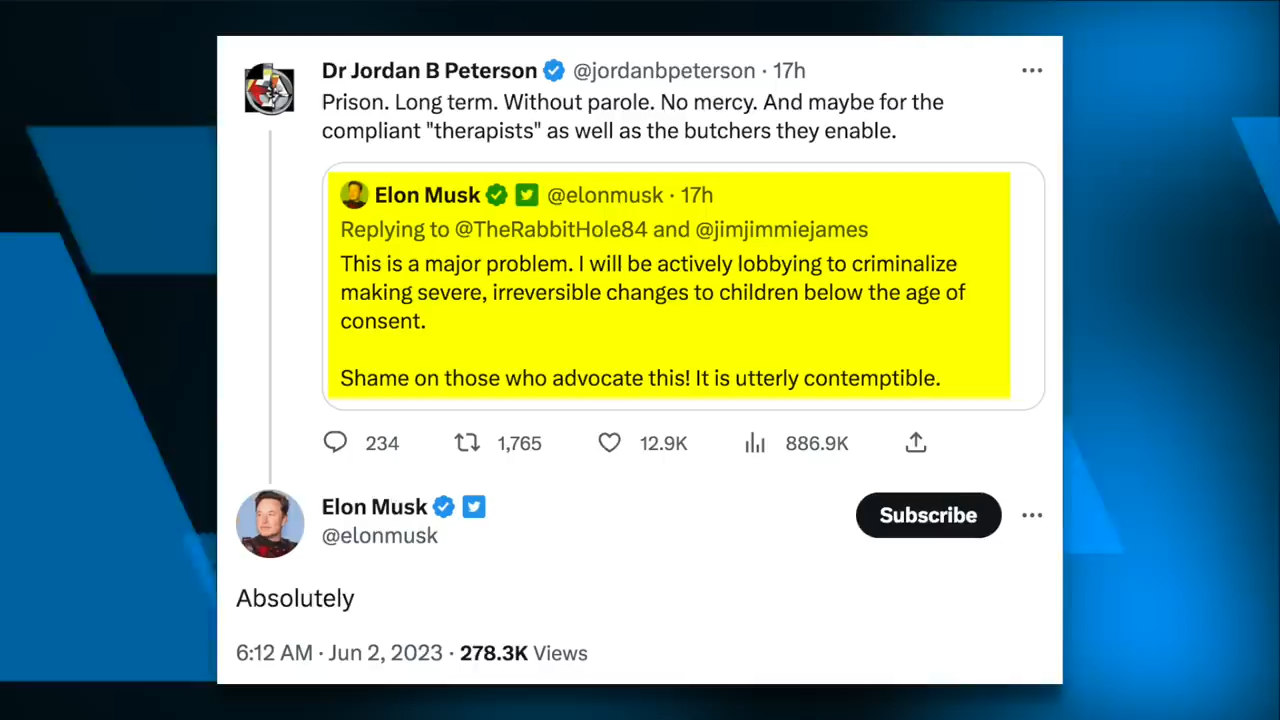 Dr Jordan B Peterson @jordanbpeterson · 17h
Prison. Long term. Without parole. No mercy. And maybe for the
compliant "therapists" as well as the butchers they enable.
Elon Musk @elonmusk · 17h
Replying to @TheRabbitHole84 and @jimjimmiejames
This is a major problem. I will be actively lobbying to criminalize
making severe, irreversible changes to children below the age of
consent.
Shame on those who advocate this! It is utterly contemptible.
234 1,765 12.9K 886.9K
Elon Musk
@elonmusk
Subscribe
Absolutely
6:12 AM · Jun 2, 2023 · 278.3K Views